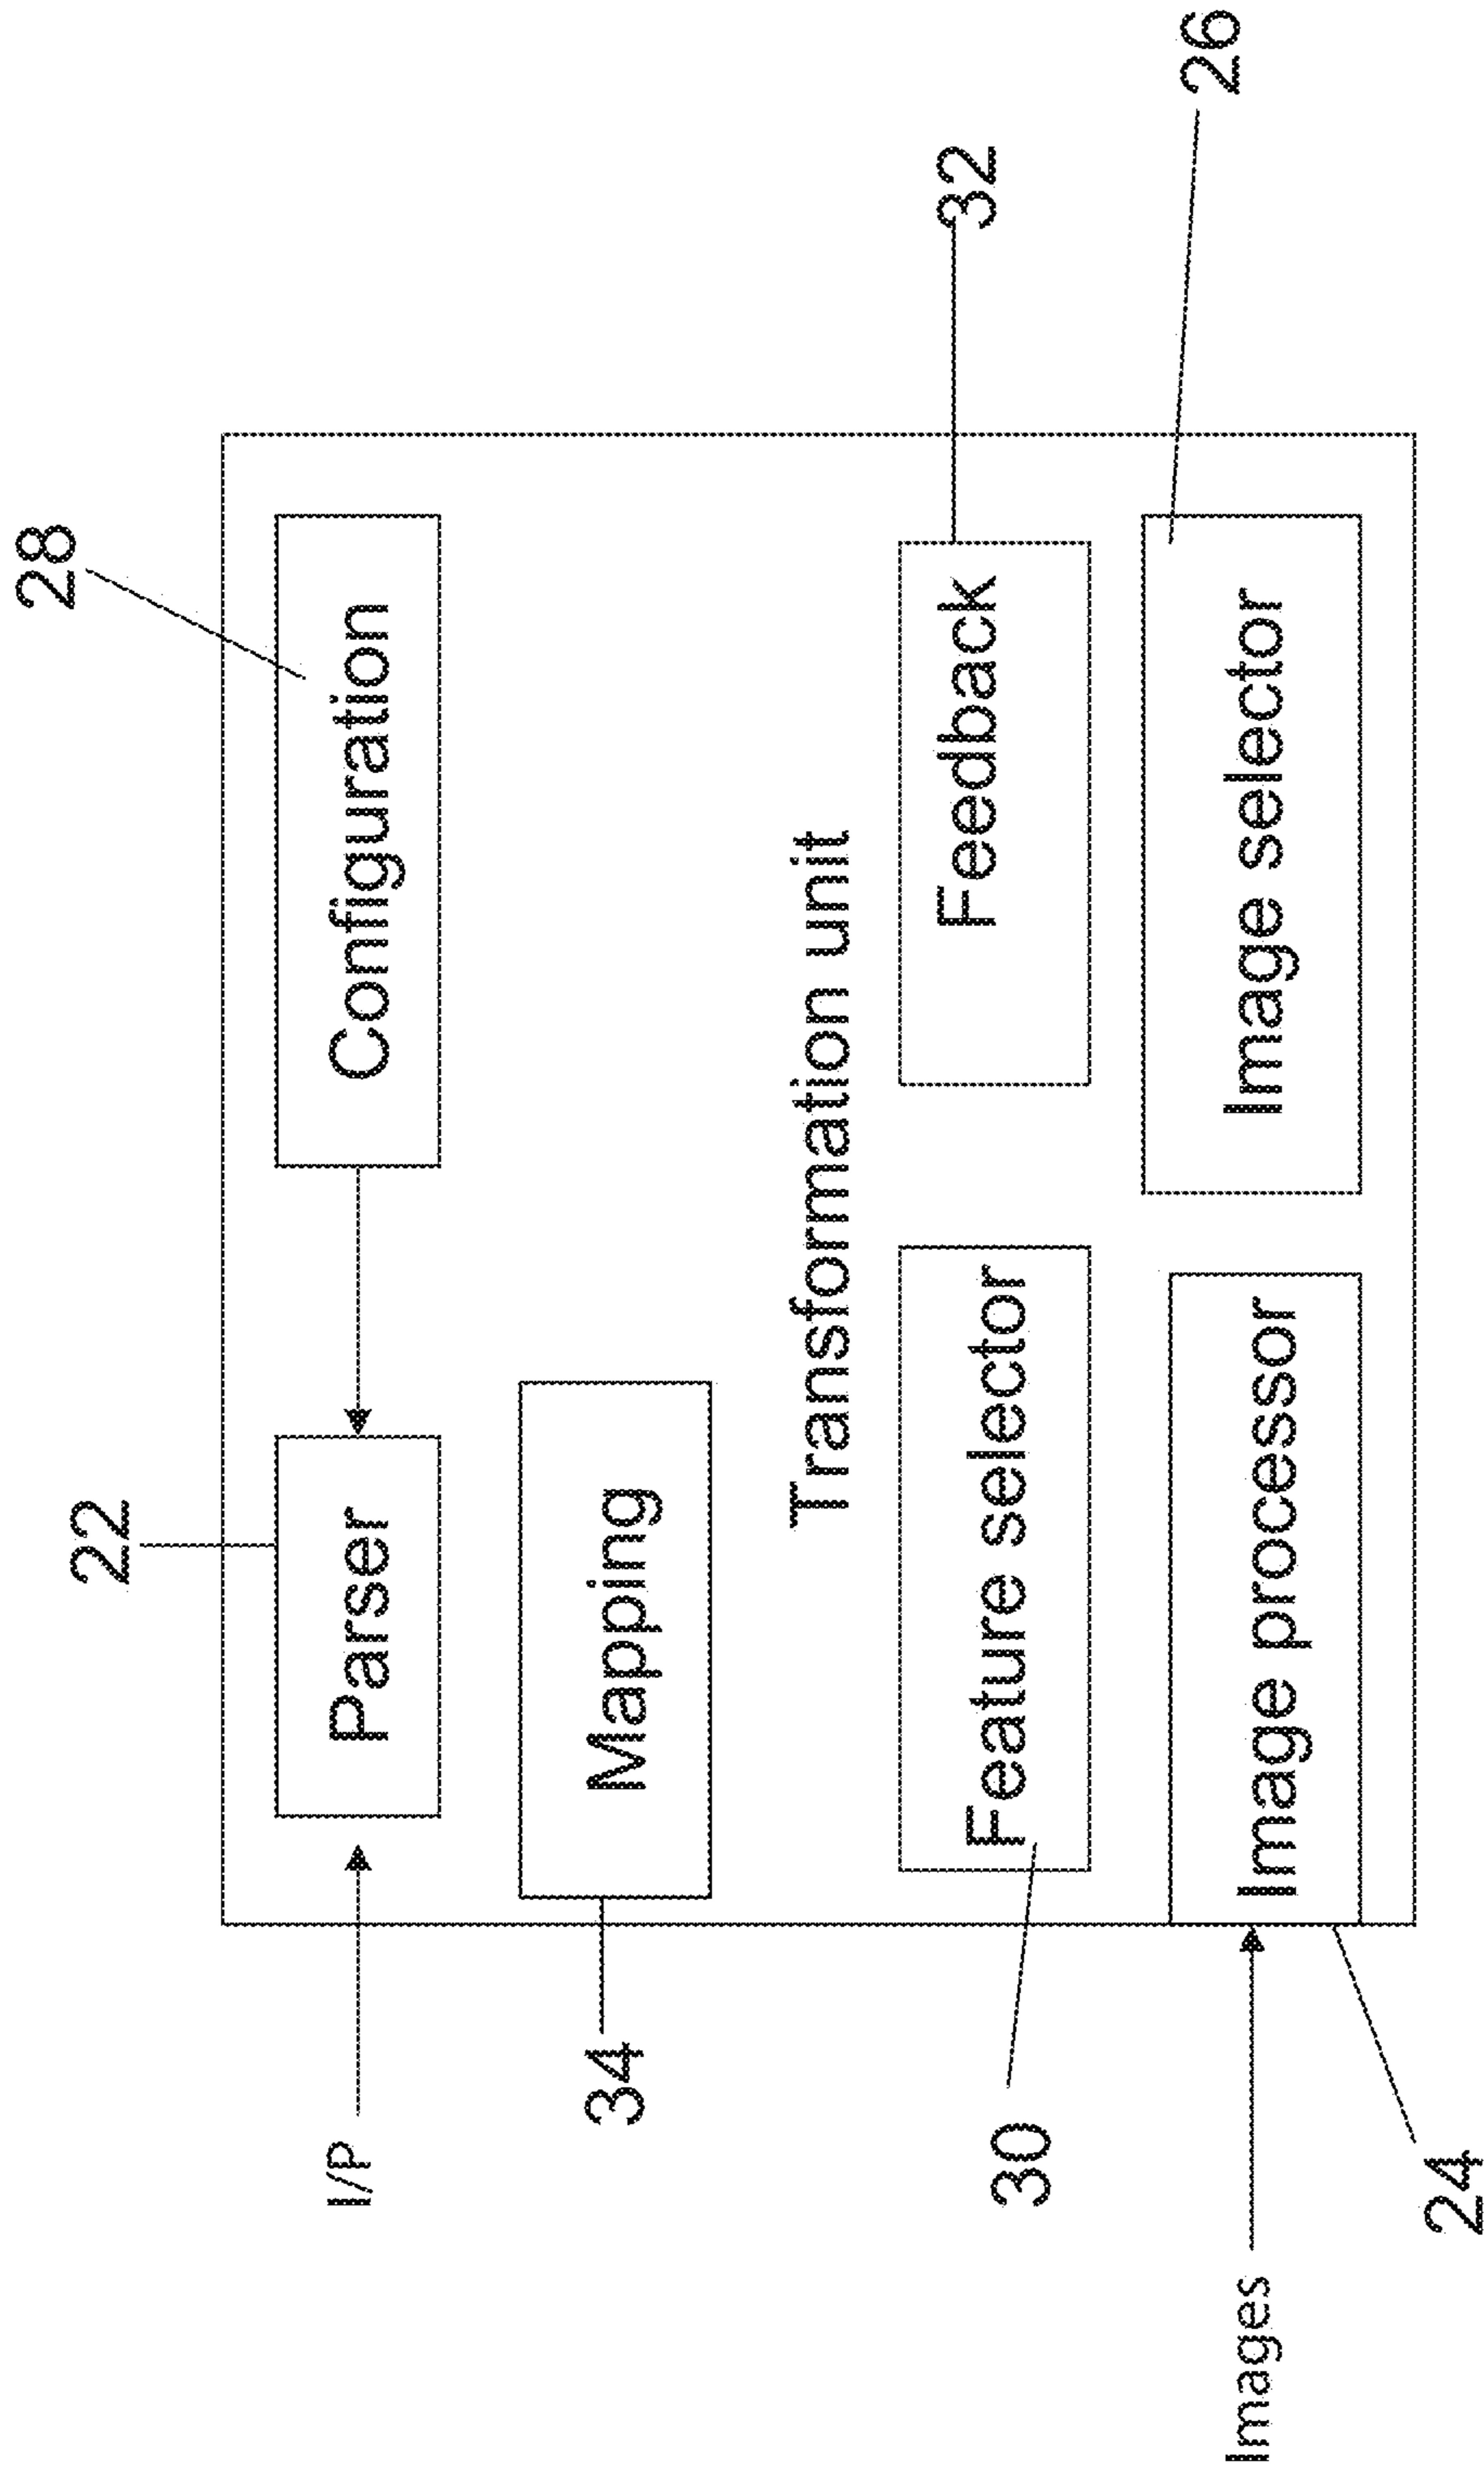 28
22
I/P
Parser
Configuration
34
Mapping
Transformation unit
32
30
Feature selector
Feedback
Images
Image processor
Image selector
26
24